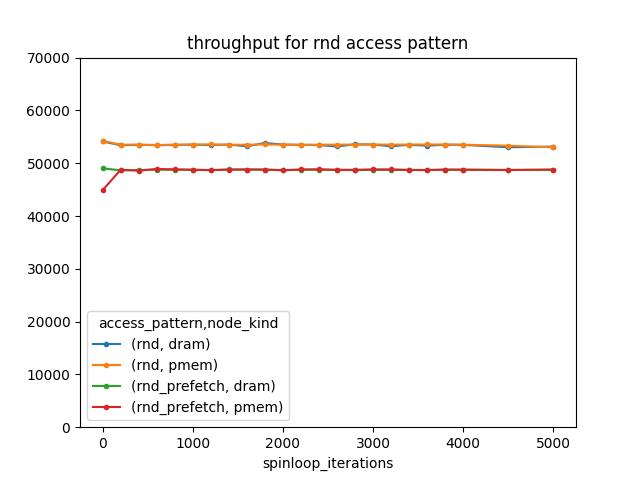 throughput for rnd access pattern
70000
60000
50000
40000
30000
20000
10000
0
access_pattern,node_kind
(rnd, dram)
(rnd, pmem)
(rnd_prefetch, dram)
(rnd_prefetch, pmem)
0 1000 2000 3000 4000 5000
spinloop_iterations